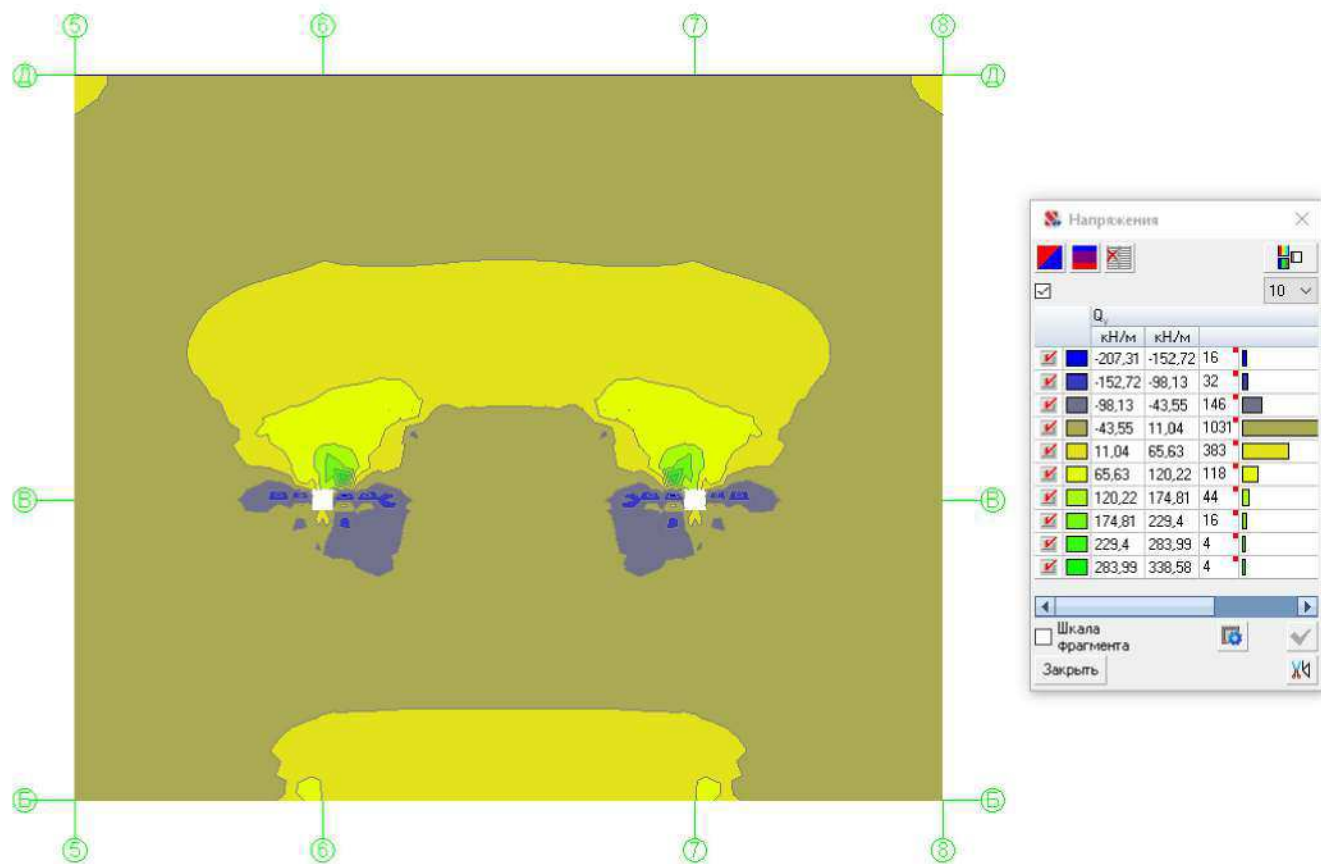 5 6 7 8
Д Д
Напряжения
10
Qy
кН/м кН/м
-207,31 -152,72 16
-152,72 -98,13 32
-98,13 -43,55 146
-43,55 11,04 1031
11,04 65,63 383
65,63 120,22 118
120,22 174,81 44
174,81 229,4 16
229,4 283,99 4
283,99 338,58 4
В В
Шкала
фрагмента
Закрыть
Б Б
5 6 7 8